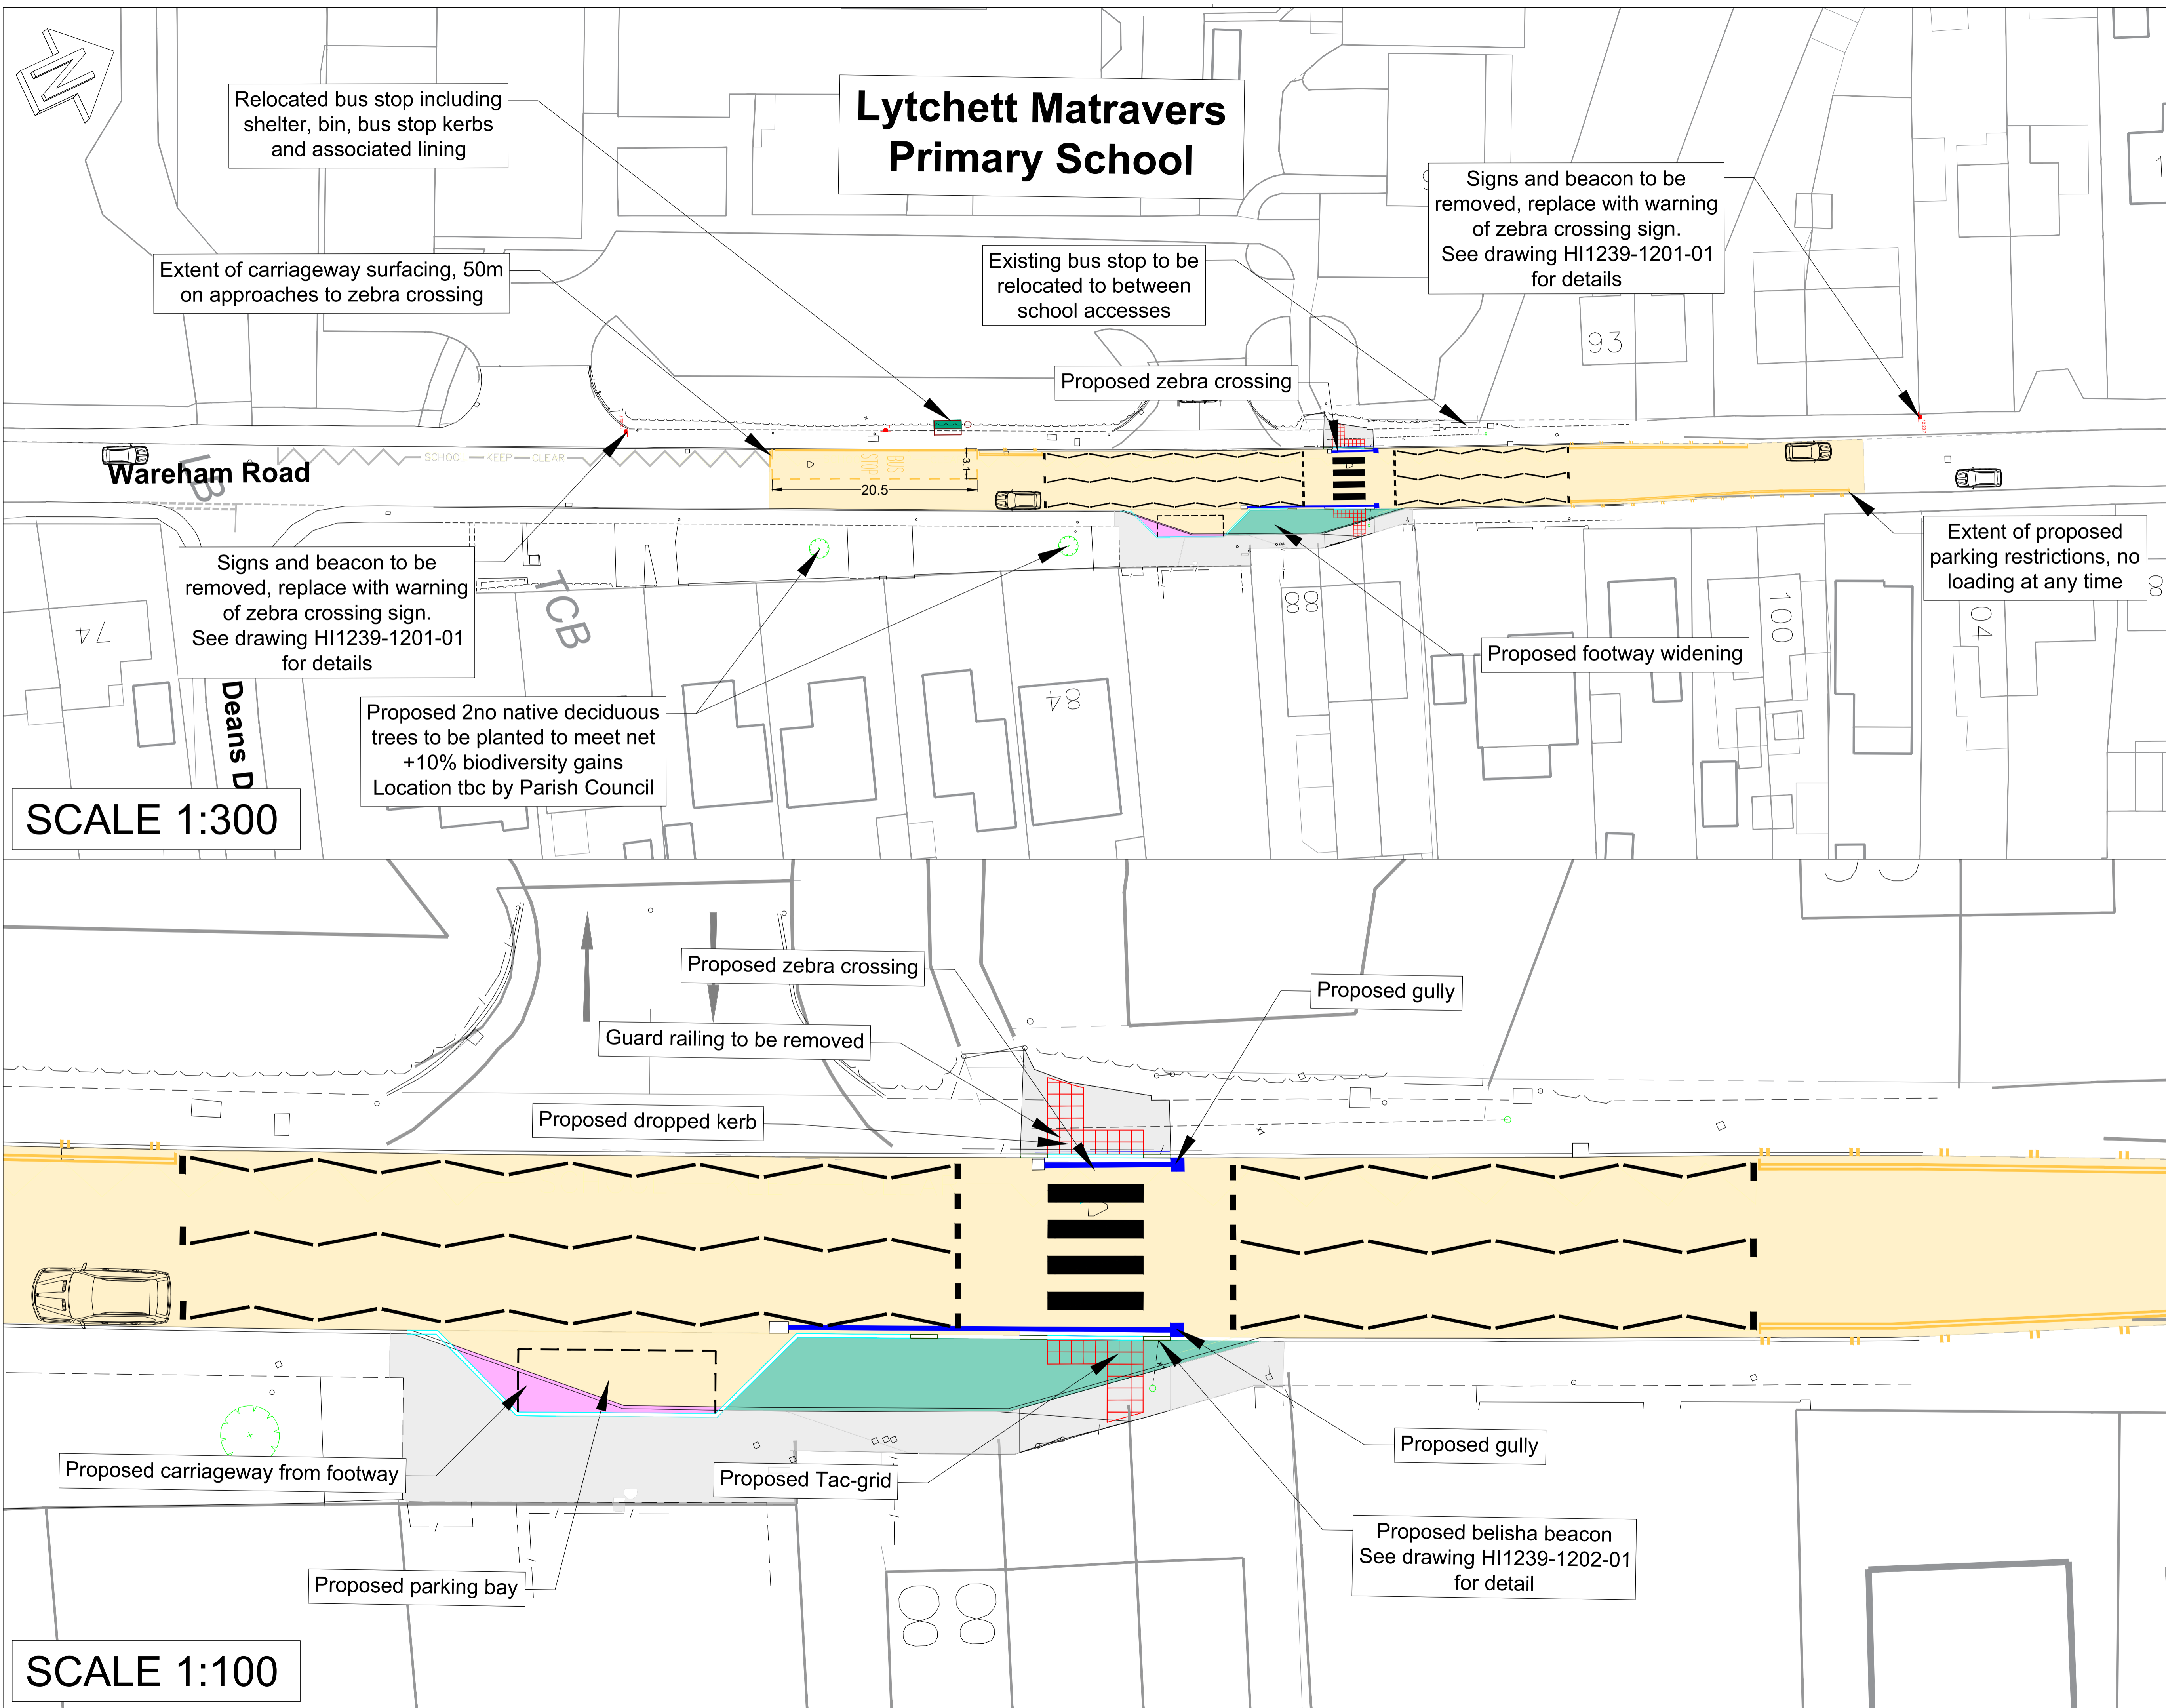 N
Relocated bus stop including
shelter, bin, bus stop kerbs
and associated lining
Lytchett Matravers
Primary School
Signs and beacon to be
removed, replace with warning
of zebra crossing sign.
See drawing HI1239-1201-01
for details
Extent of carriageway surfacing, 50m
on approaches to zebra crossing
Existing bus stop to be
relocated to between
school accesses
93
Proposed zebra crossing
Wareham Road
LB
SCHOOL KEEP CLEAR
BUS
STOP
3.1
20.5
Signs and beacon to be
removed, replace with warning
of zebra crossing sign.
See drawing HI1239-1201-01
for details
Extent of proposed
parking restrictions, no
loading at any time
74
TCB
88
100
04
Proposed footway widening
Deans D
Proposed 2no native deciduous
trees to be planted to meet net
+10% biodiversity gains
Location tbc by Parish Council
84
SCALE 1:300
Proposed zebra crossing
Proposed gully
Guard railing to be removed
Proposed dropped kerb
Proposed carriageway from footway
Proposed Tac-grid
Proposed gully
Proposed belisha beacon
See drawing HI1239-1202-01
for detail
Proposed parking bay
88
SCALE 1:100